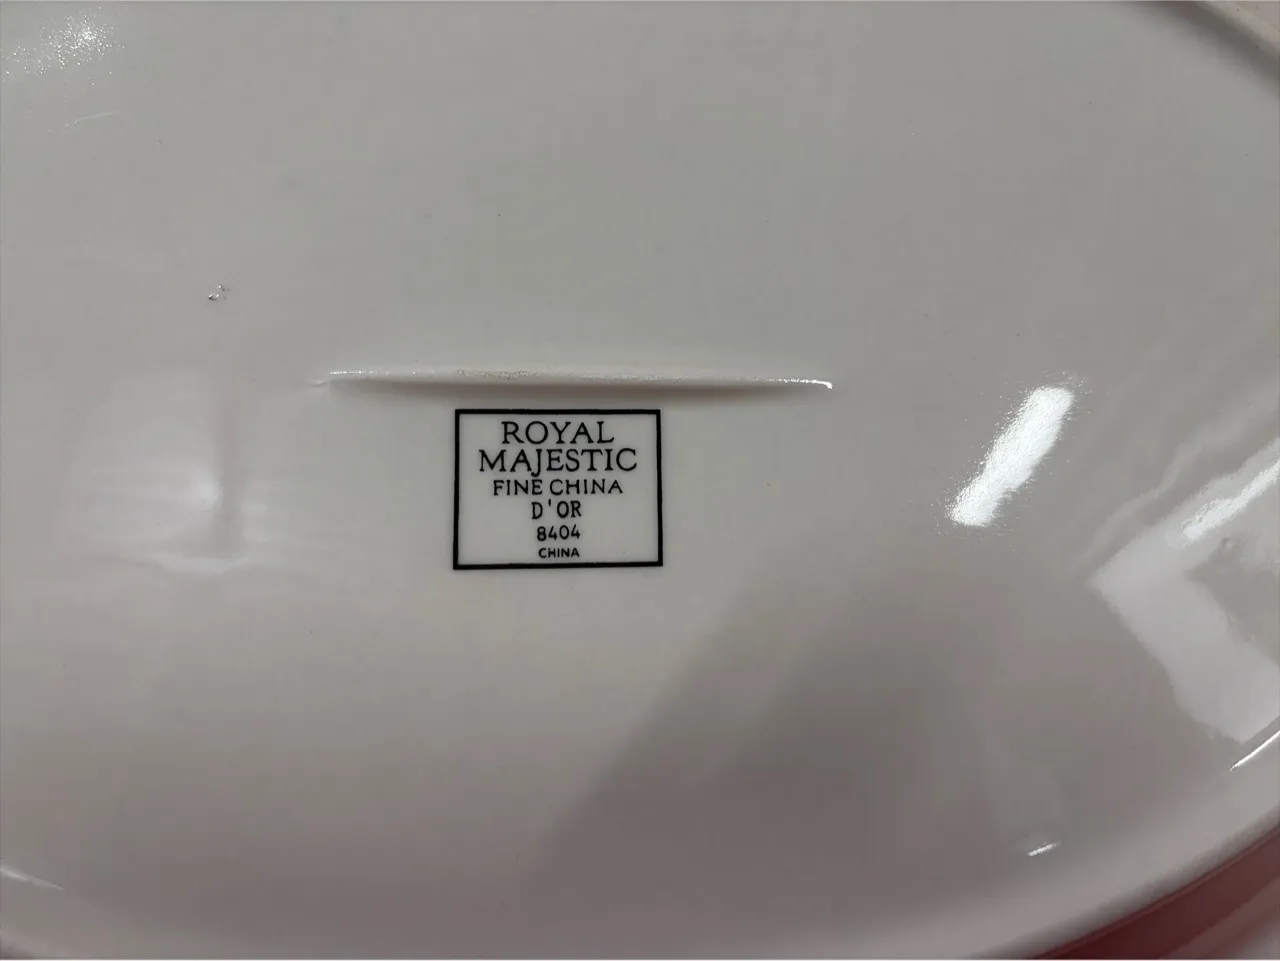 ROYAL
MAJESTIC
FINE CHINA
D'OR
8404
CHINA